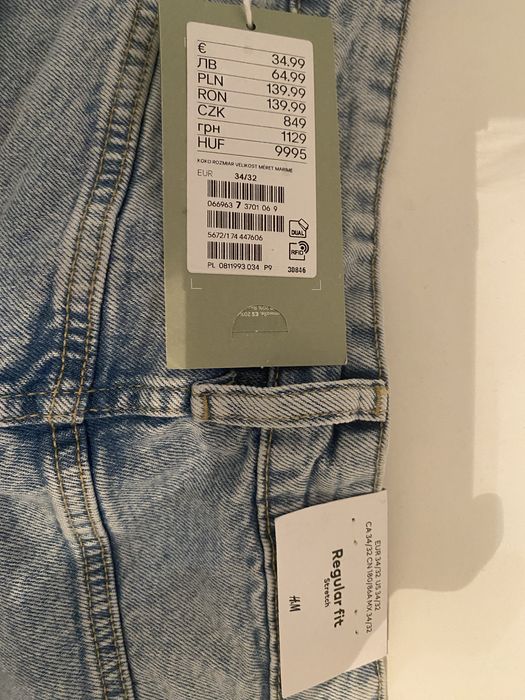 € 34.99
ЛВ 64.99
PLN 139.99
RON 139.99
CZK 849
грн 1129
HUF 9995
KOKO ROZMIAR VELIKOST MÉRET MARIME
EUR 34/32
066963 7 3701 06 9
DUAL
5672/174 447606
RFID
PL 0811993 034 P9 30846
EUR 34/32 US 34/32
CA 34/32 CN 180/86A MX 34/32
Regular fit
Stretch
H&M